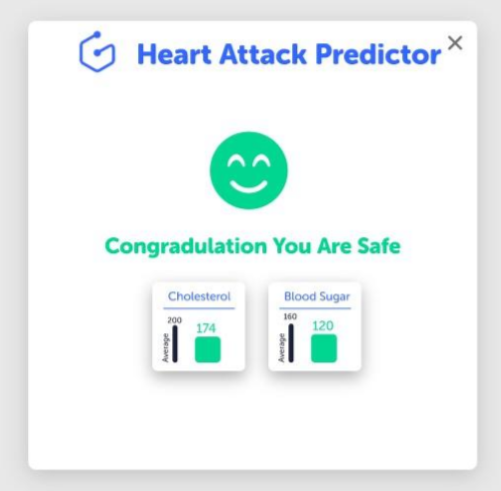 Heart Attack Predictor
Congradulation You Are Safe
Cholesterol
200
174
Average
Blood Sugar
160
120
Average